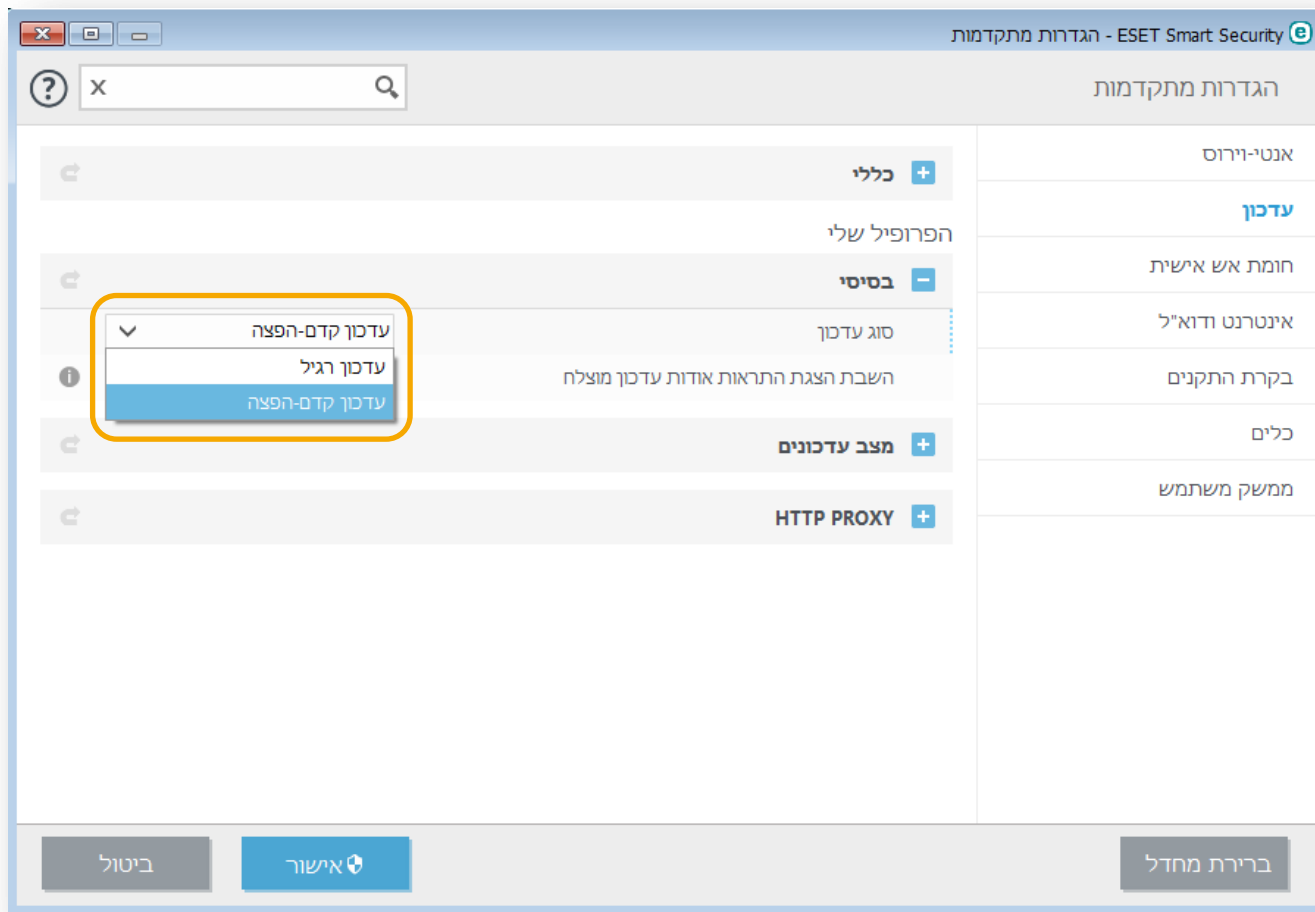 ESET Smart Security - הגדרות מתקדמות
הגדרות מתקדמות
x
?
אנטי-וירוס
עדכון
חומת אש אישית
אינטרנט ודוא"ל
בקרת התקנים
כלים
ממשק משתמש
כללי
הפרופיל שלי
בסיסי
סוג עדכון
עדכון קדם-הפצה
עדכון רגיל
עדכון קדם-הפצה
השבת הצגת התראות אודות עדכון מוצלח
מצב עדכונים
HTTP PROXY
ברירת מחדל
אישור
ביטול